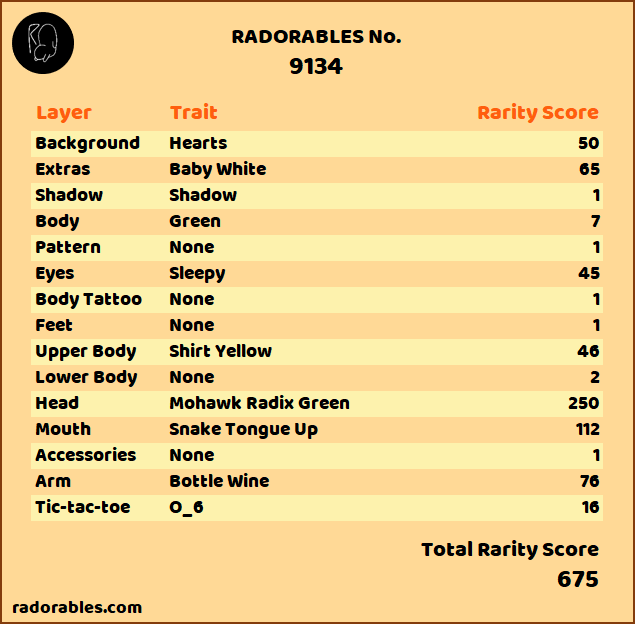 RADORABLES No.
9134
Layer Trait Rarity Score
Background Hearts 50
Extras Baby White 65
Shadow Shadow 1
Body Green 7
Pattern None 1
Eyes Sleepy 45
Body Tattoo None 1
Feet None 1
Upper Body Shirt Yellow 46
Lower Body None 2
Head Mohawk Radix Green 250
Mouth Snake Tongue Up 112
Accessories None 1
Arm Bottle Wine 76
Tic-tac-toe O_6 16
Total Rarity Score
675
radorables.com